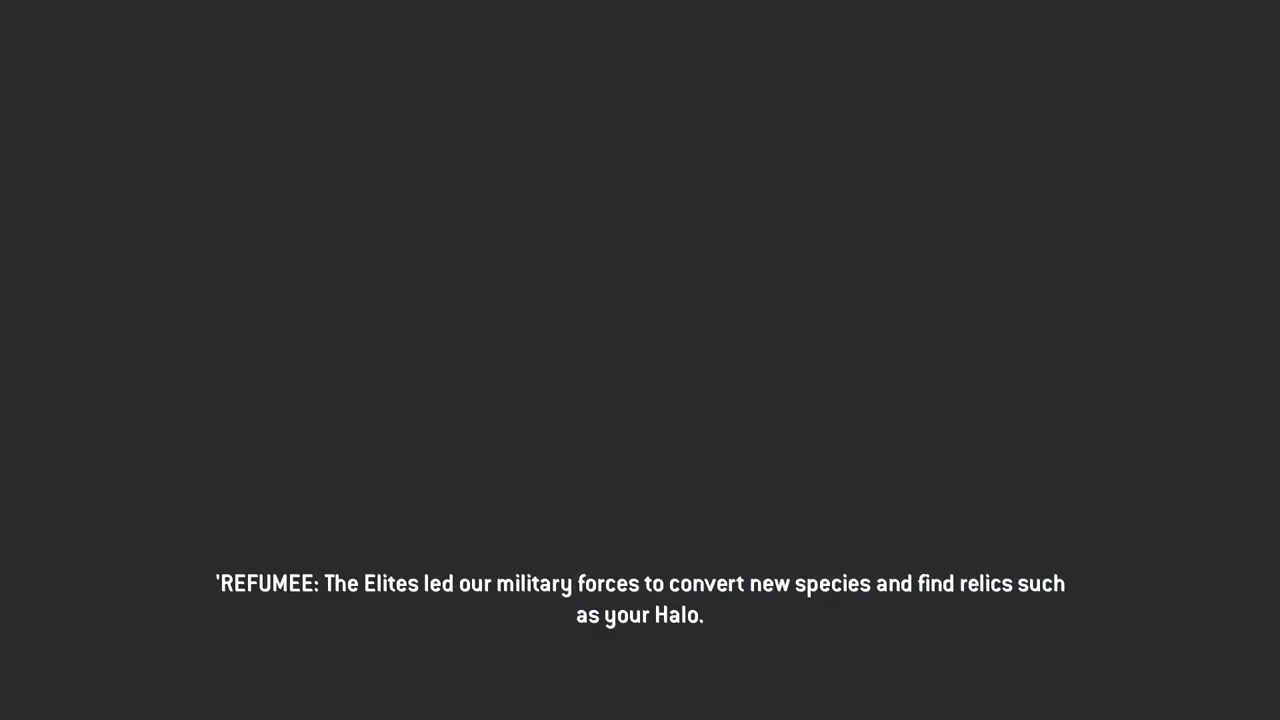 'REFUMEE: The Elites led our military forces to convert new species and find relics such
as your Halo.